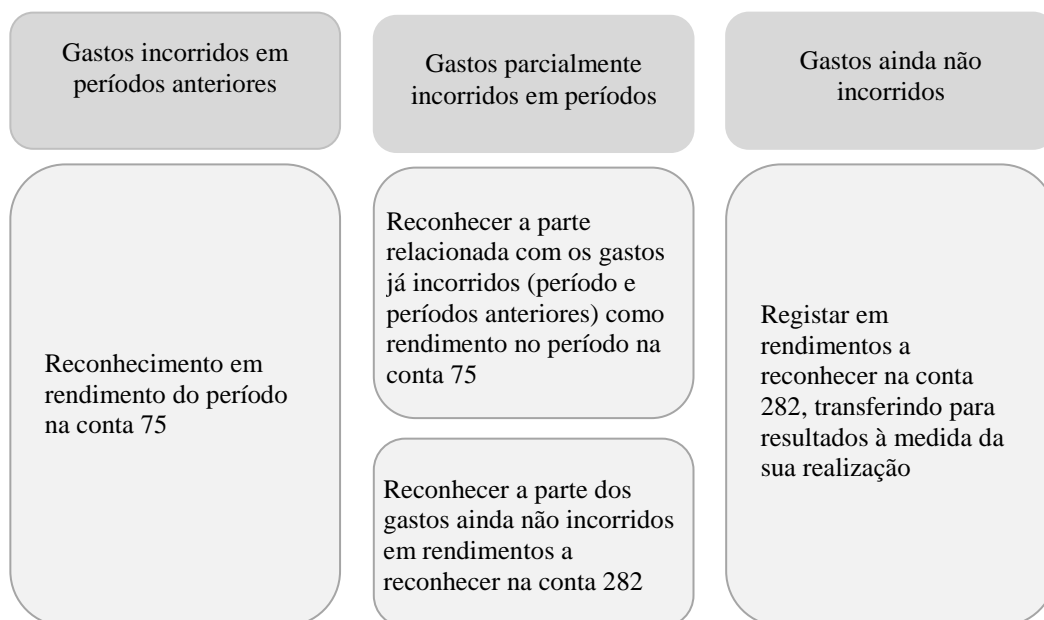 Gastos incorridos em
períodos anteriores
Gastos parcialmente
incorridos em períodos
Gastos ainda não
incorridos
Reconhecimento em
rendimento do período
na conta 75
Reconhecer a parte
relacionada com os gastos
já incorridos (período e
períodos anteriores) como
rendimento no período na
conta 75
Reconhecer a parte dos
gastos ainda não incorridos
em rendimentos a
reconhecer na conta 282
Registar em
rendimentos a
reconhecer na conta
282, transferindo para
resultados à medida da
sua realização